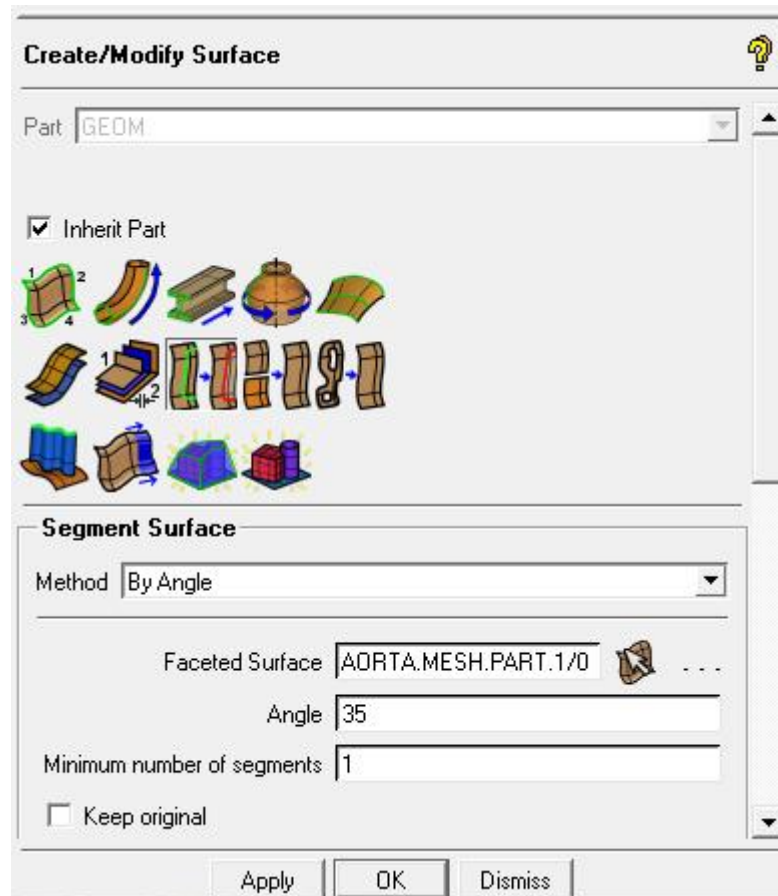 Create/Modify Surface
Part GEOM
Inherit Part
1 2
3 4
1
2
Segment Surface
Method By Angle
Faceted Surface AORTA.MESH.PART.1/0 ...
Angle 35
Minimum number of segments 1
Keep original
Apply OK Dismiss